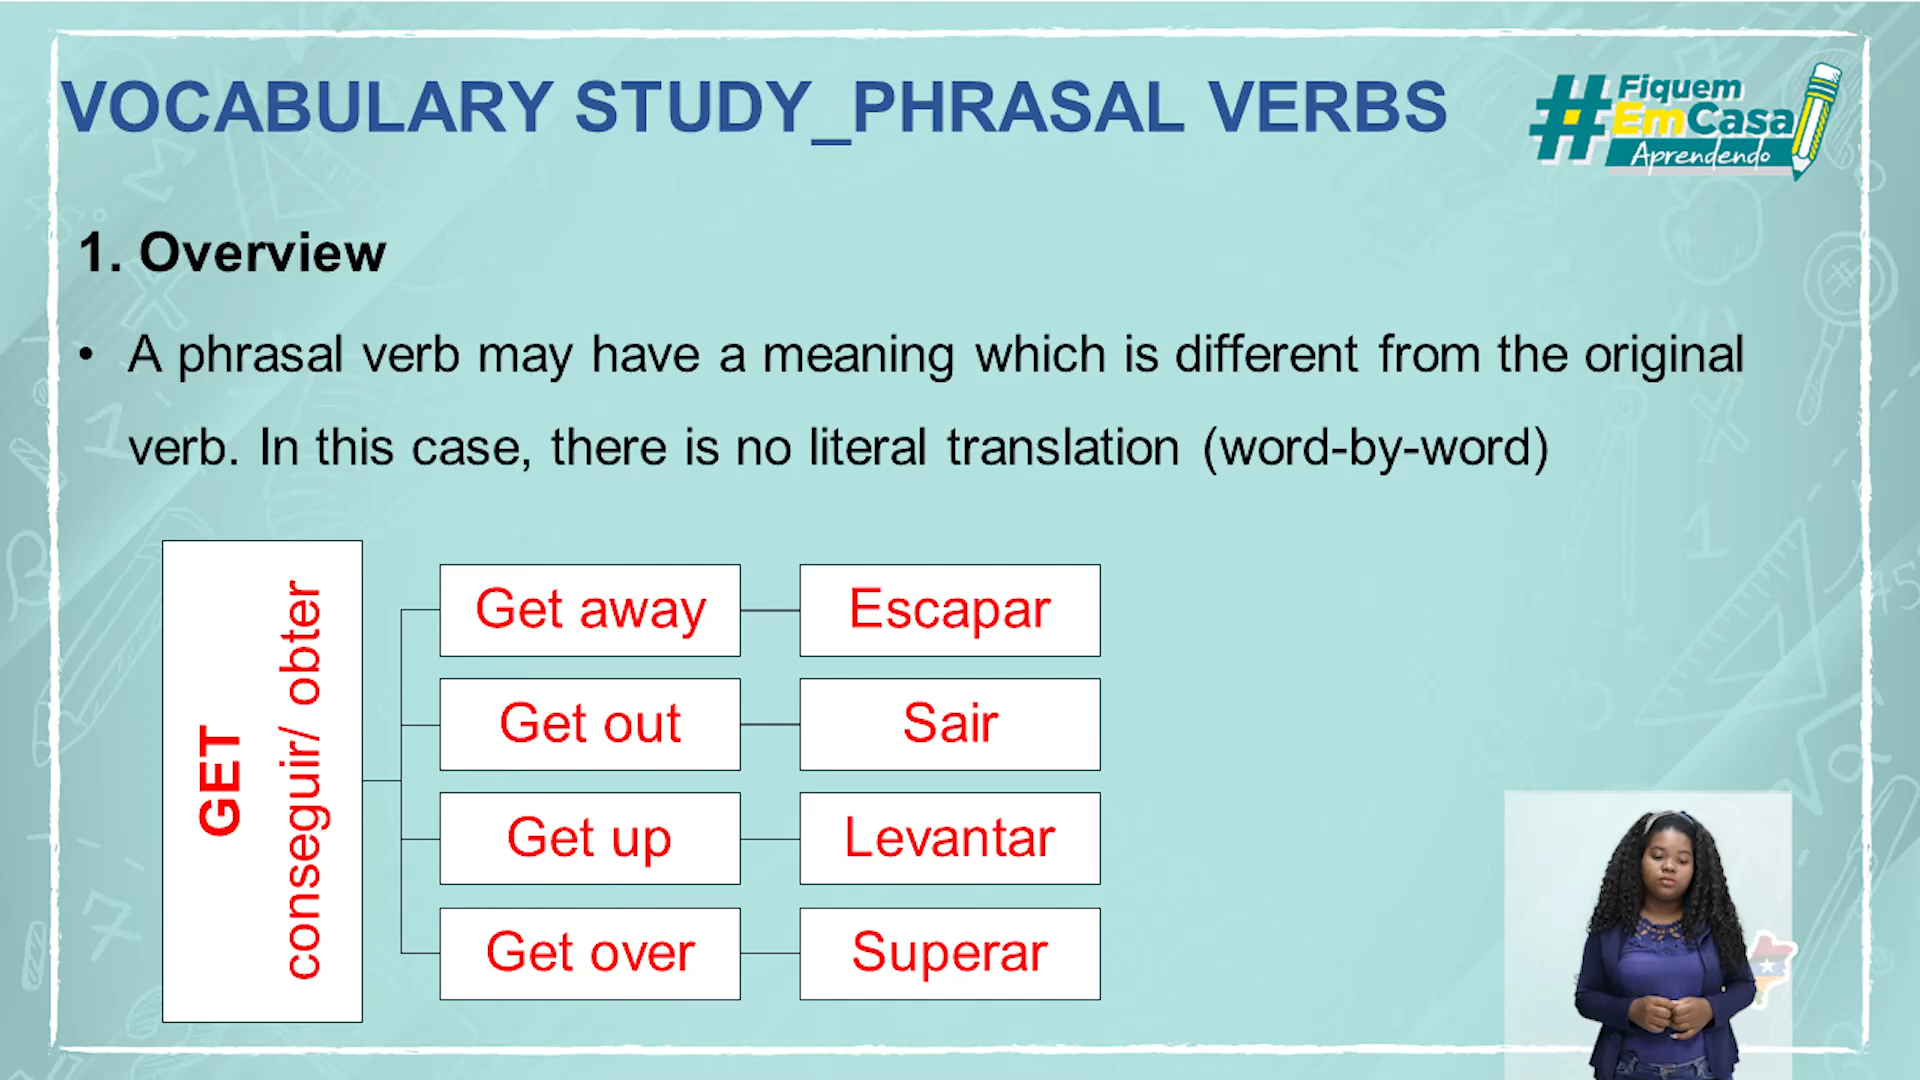 VOCABULARY STUDY_PHRASAL VERBS
#Fiquem
EmCasa
Aprendendo
1. Overview
• A phrasal verb may have a meaning which is different from the original
verb. In this case, there is no literal translation (word-by-word)
GET
conseguir/ obter
Get away
Escapar
Get out
Sair
Get up
Levantar
Get over
Superar